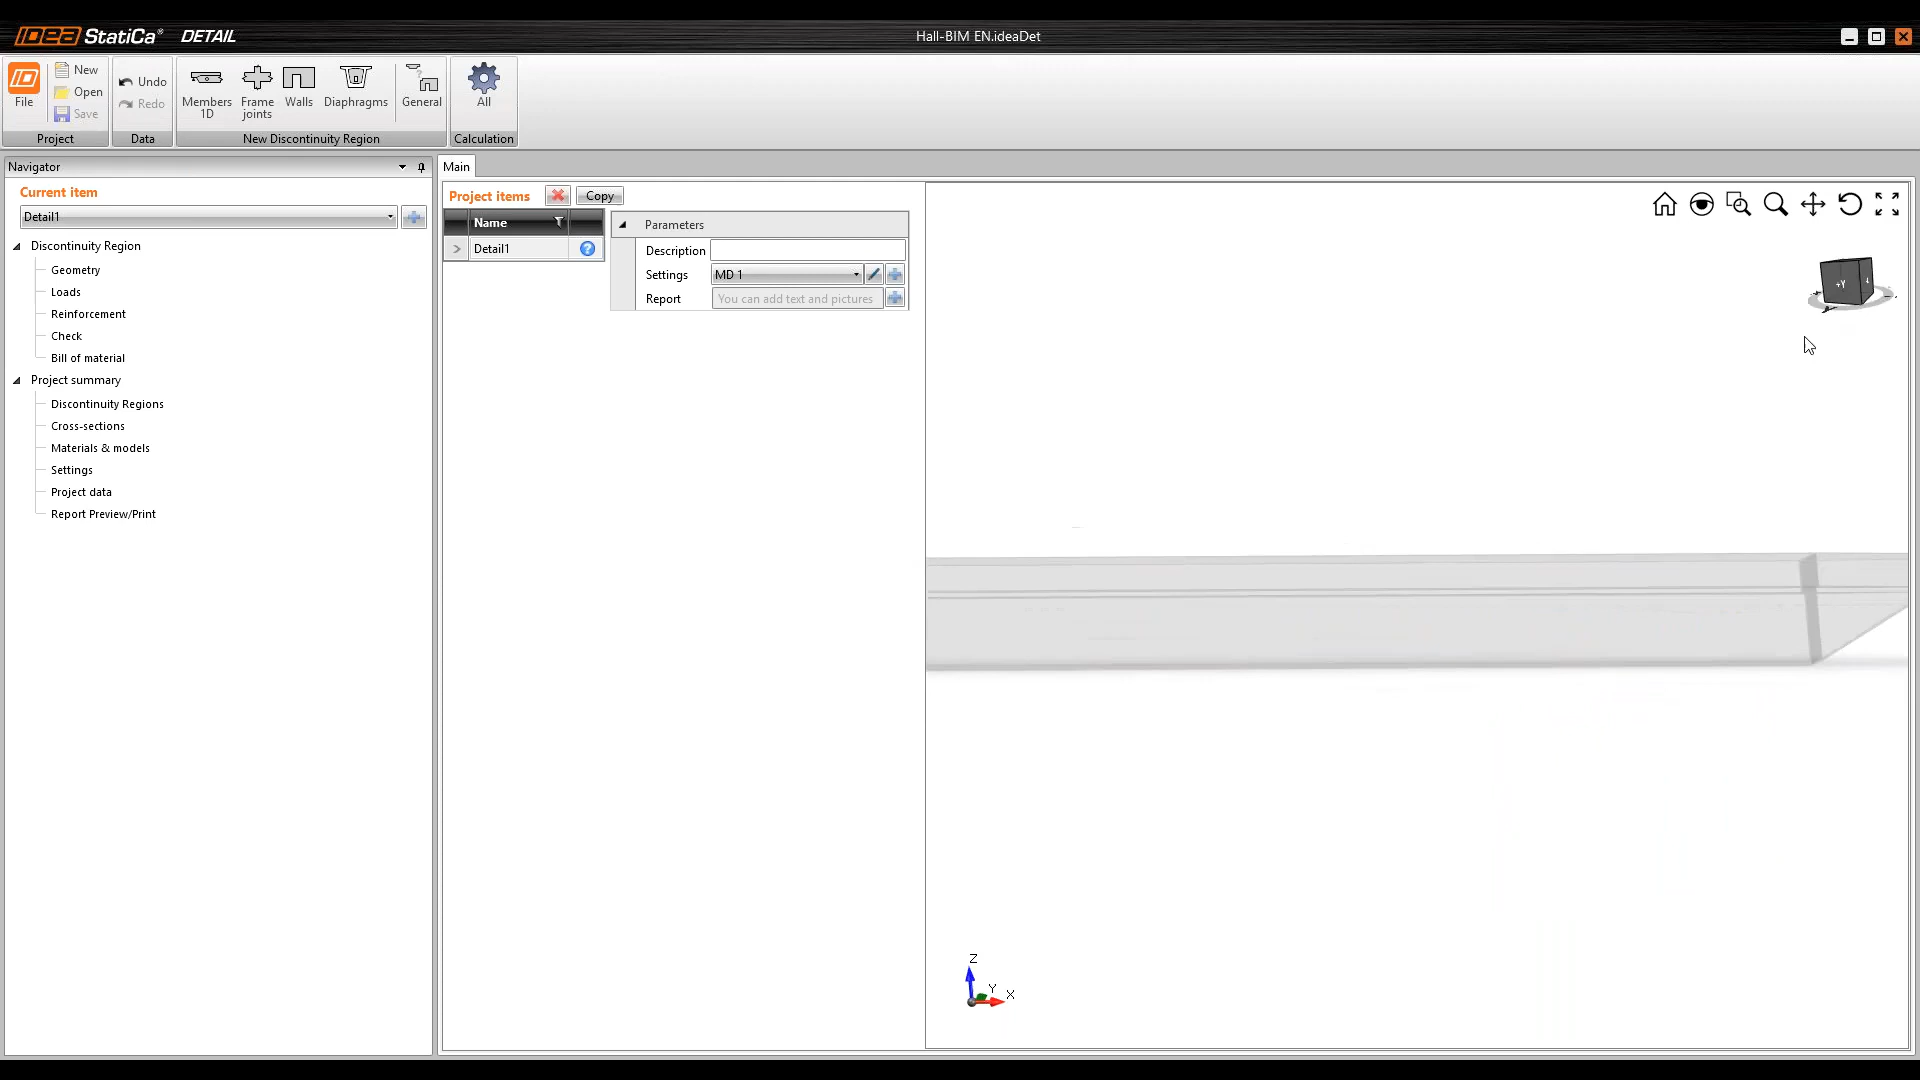 IDEA StatiCa® DETAIL
Hall-BIM EN.ideaDet
File
New
Open
Save
Project
Undo
Redo
Data
Members 1D
Frame joints
Walls
Diaphragms
General
New Discontinuity Region
All
Calculation
Navigator
Current item
Detail1
Discontinuity Region
Geometry
Loads
Reinforcement
Check
Bill of material
Project summary
Discontinuity Regions
Cross-sections
Materials & models
Settings
Project data
Report Preview/Print
Main
Project items
Copy
Name
Detail1
Parameters
Description
Settings MD 1
Report You can add text and pictures
+Y
Z
Y
X